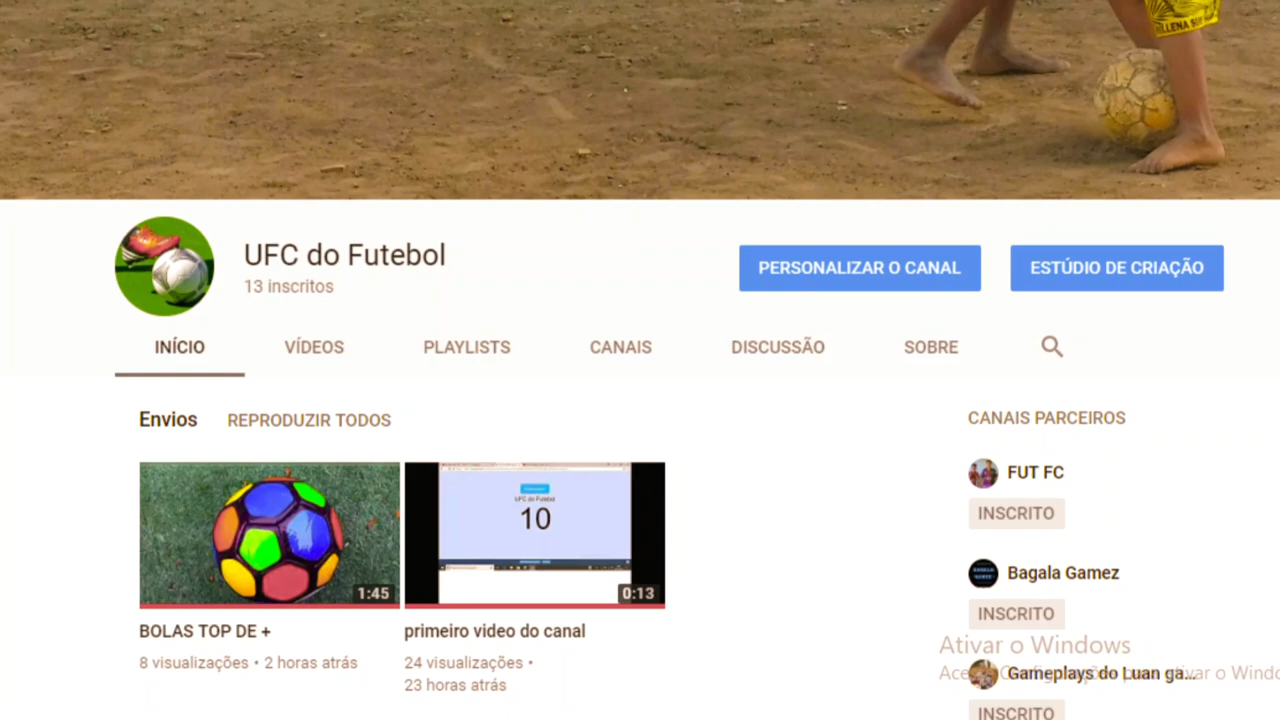 UFC do Futebol
13 inscritos
PERSONALIZAR O CANAL
ESTÚDIO DE CRIAÇÃO
INÍCIO
VÍDEOS
PLAYLISTS
CANAIS
DISCUSSÃO
SOBRE
Envios
REPRODUZIR TODOS
UFC do Futebol
10
1:45
0:13
BOLAS TOP DE +
8 visualizações • 2 horas atrás
primeiro video do canal
24 visualizações •
23 horas atrás
CANAIS PARCEIROS
FUT FC
INSCRITO
Bagala Gamez
INSCRITO
Ativar o Windows
Gameplays do Luan ga...
INSCRITO